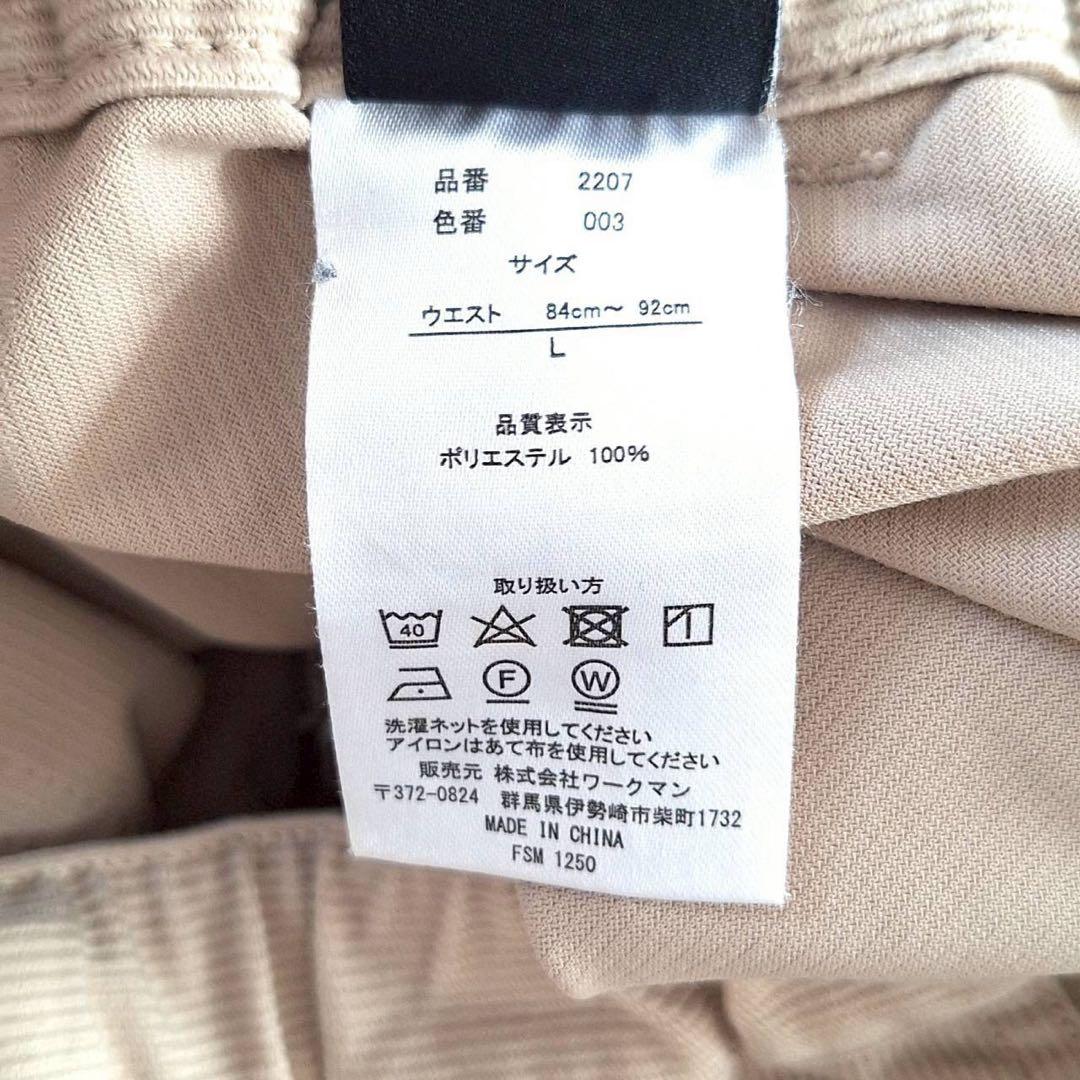 品番 2207
色番 003
サイズ
ウエスト 84cm〜 92cm
L
品質表示
ポリエステル 100%
取り扱い方
40
F W
洗濯ネットを使用してください
アイロンはあて布を使用してください
販売元 株式会社ワークマン
〒372-0824 群馬県伊勢崎市柴町1732
MADE IN CHINA
FSM 1250